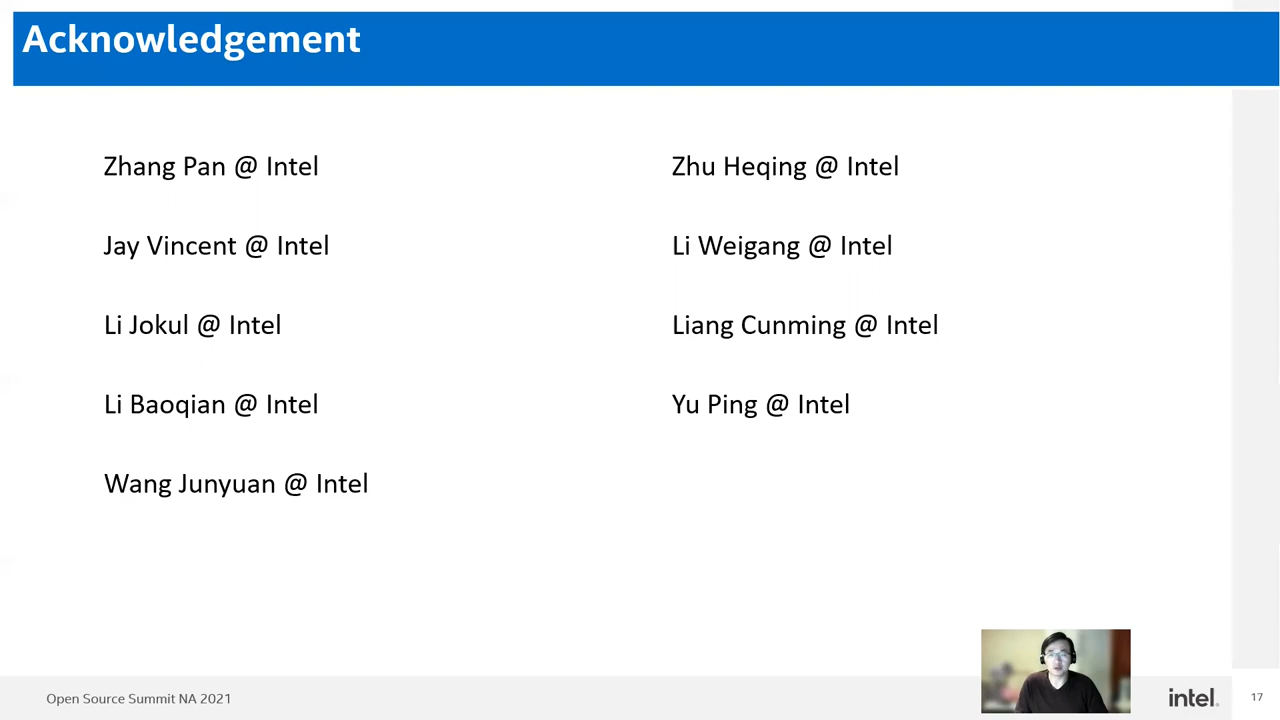 Acknowledgement
Zhang Pan @ Intel
Jay Vincent @ Intel
Li Jokul @ Intel
Li Baoqian @ Intel
Wang Junyuan @ Intel
Zhu Heqing @ Intel
Li Weigang @ Intel
Liang Cunming @ Intel
Yu Ping @ Intel
Open Source Summit NA 2021
intel.
17